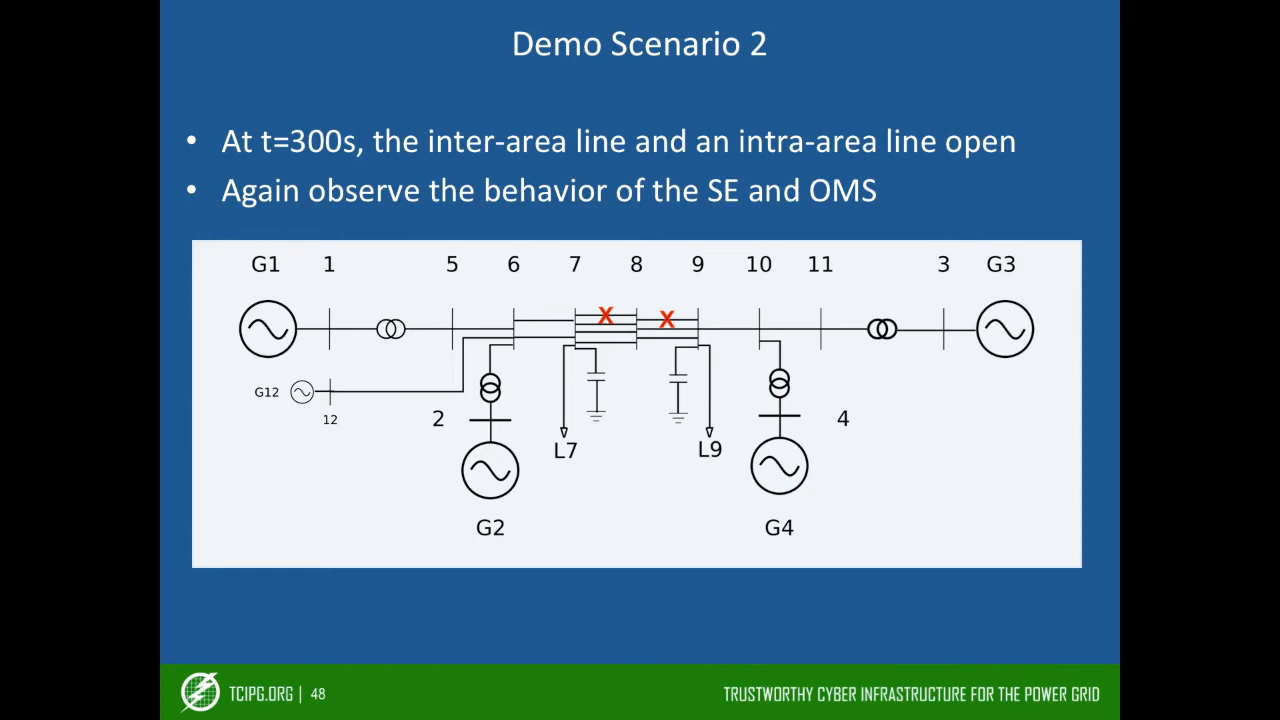 Demo Scenario 2
• At t=300s, the inter-area line and an intra-area line open
• Again observe the behavior of the SE and OMS
G1 1 5 6 7 8 9 10 11 3 G3
X X
G12
12
2 4
L7 L9
G2 G4
TCIPG.ORG | 48
TRUSTWORTHY CYBER INFRASTRUCTURE FOR THE POWER GRID